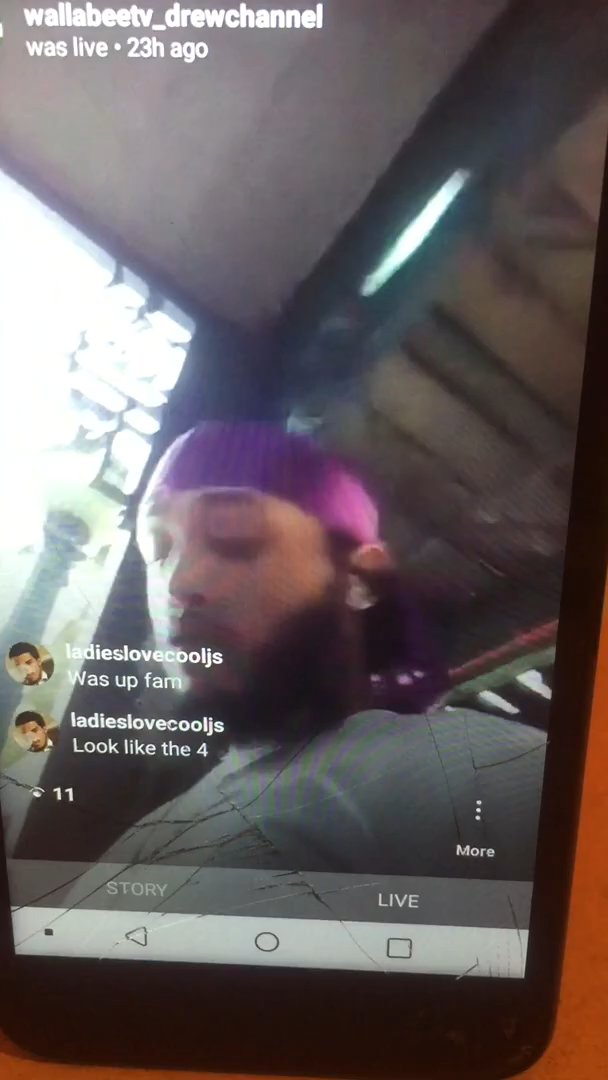 wallabeetv_drewchannel
was live • 23h ago
ladieslovecooljs
Was up fam
ladieslovecooljs
Look like the 4
11
More
STORY
LIVE